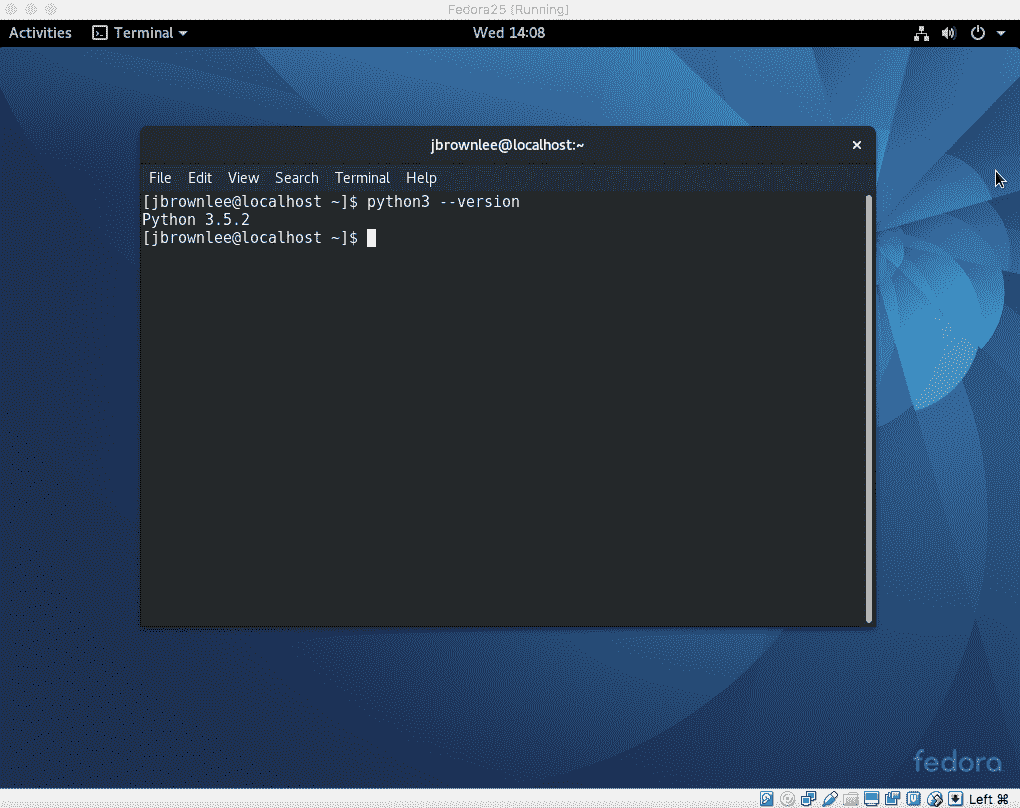 Fedora25 [Running]
Activities Terminal Wed 14:08
jbrownlee@localhost:~
File Edit View Search Terminal Help
[jbrownlee@localhost ~]$ python3 --version
Python 3.5.2
[jbrownlee@localhost ~]$
fedora
Left ⌘